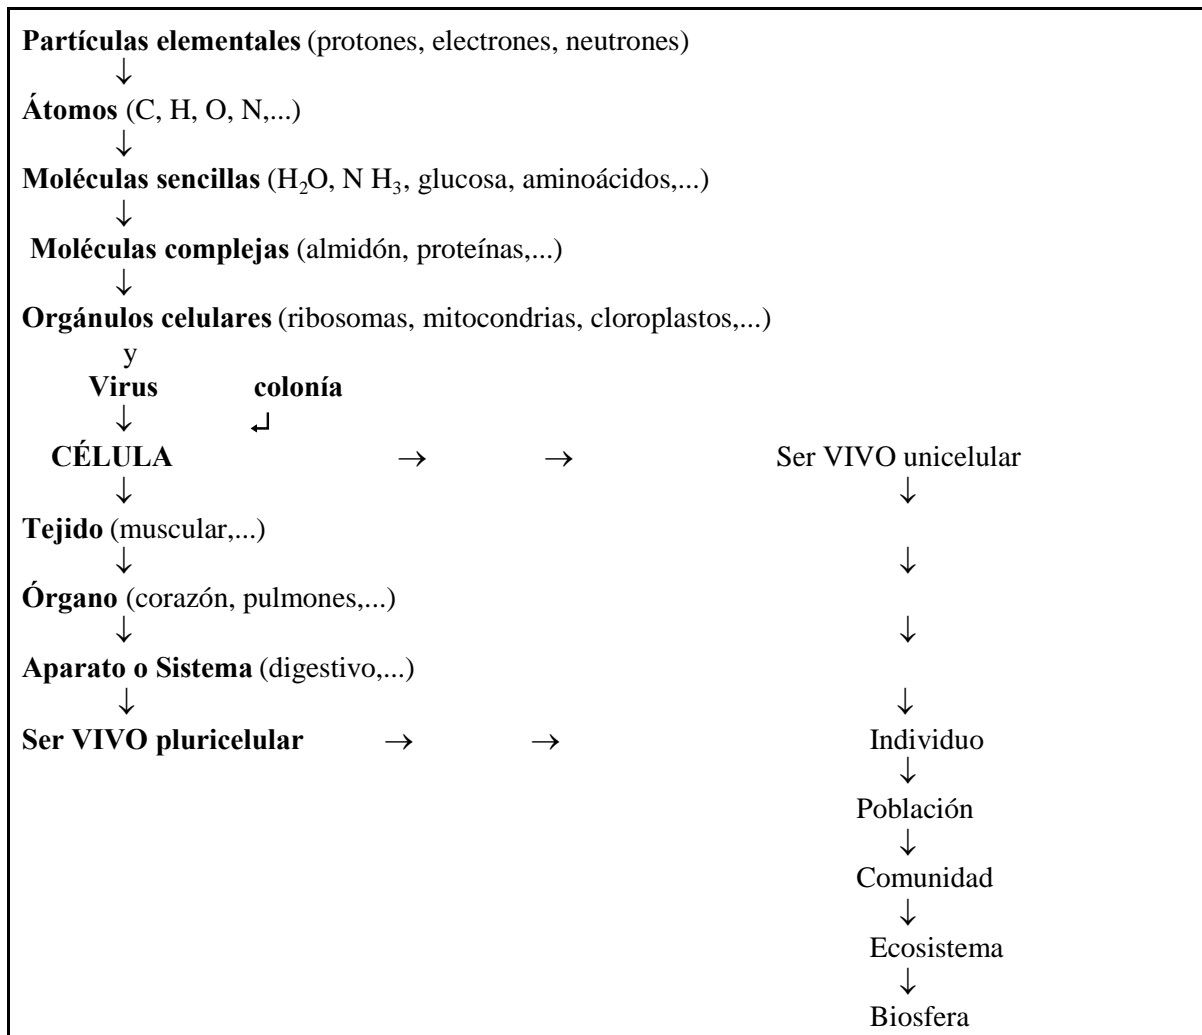 Partículas elementales (protones, electrones, neutrones)
↓
Átomos (C, H, O, N,...)
↓
Moléculas sencillas (H₂O, N H₃, glucosa, aminoácidos,...)
↓
Moléculas complejas (almidón, proteínas,...)
↓
Orgánulos celulares (ribosomas, mitocondrias, cloroplastos,...)
y
Virus colonía
↓ ↵
CÉLULA → → Ser VIVO unicelular
↓ ↓
Tejido (muscular,...)
↓ ↓
Órgano (corazón, pulmones,...)
↓ ↓
Aparato o Sistema (digestivo,...)
↓ ↓
Ser VIVO pluricelular → → Individuo
↓
Población
↓
Comunidad
↓
Ecosistema
↓
Biosfera